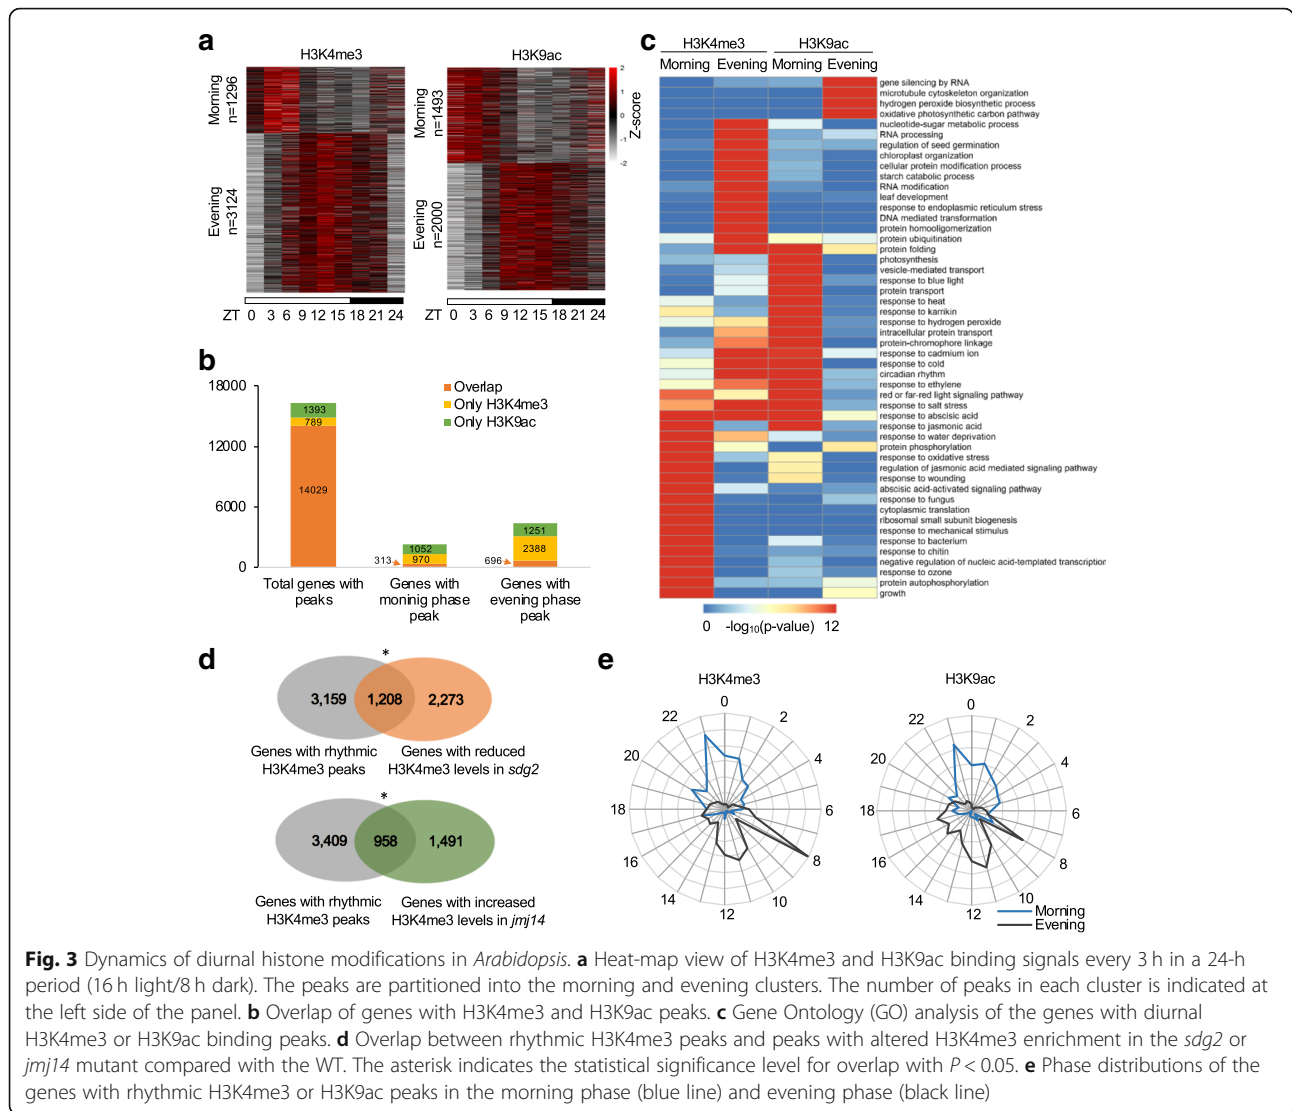 a
H3K4me3
H3K9ac
Morning
n=1296
Evening
n=3124
Morning
n=1493
Evening
n=2000
2
1
0
-1
-2
Z-score
ZT 0 3 6 9 12 15 18 21 24
ZT 0 3 6 9 12 15 18 21 24
b
18000
12000
6000
0
Overlap
Only H3K4me3
Only H3K9ac
1393
789
14029
1052
970
313
1251
2388
696
Total genes with peaks
Genes with moninig phase peak
Genes with evening phase peak
c
H3K4me3 H3K9ac
Morning Evening Morning Evening
gene silencing by RNA
microtubule cytoskeleton organization
hydrogen peroxide biosynthetic process
oxidative photosynthetic carbon pathway
nucleotide-sugar metabolic process
RNA processing
regulation of seed germination
chloroplast organization
cellular protein modification process
starch catabolic process
RNA modification
leaf development
response to endoplasmic reticulum stress
DNA mediated transformation
protein homooligomerization
protein ubiquitination
protein folding
photosynthesis
vesicle-mediated transport
response to blue light
protein transport
response to heat
response to karrikin
response to hydrogen peroxide
intracellular protein transport
protein-chromophore linkage
response to cadmium ion
response to cold
circadian rhythm
response to ethylene
red or far-red light signaling pathway
response to salt stress
response to abscisic acid
response to jasmonic acid
response to water deprivation
protein phosphorylation
response to oxidative stress
regulation of jasmonic acid mediated signaling pathway
response to wounding
abscisic acid-activated signaling pathway
response to fungus
cytoplasmic translation
ribosomal small subunit biogenesis
response to mechanical stimulus
response to bacterium
response to chitin
negative regulation of nucleic acid-templated transcription
response to ozone
protein autophosphorylation
growth
0 -log10(p-value) 12
d
*
3,159 1,208 2,273
Genes with rhythmic
H3K4me3 peaks
Genes with reduced
H3K4me3 levels in sdg2
*
3,409 958 1,491
Genes with rhythmic
H3K4me3 peaks
Genes with increased
H3K4me3 levels in jmj14
e
H3K4me3
0
2
4
6
8
10
12
14
16
18
20
22
H3K9ac
0
2
4
6
8
10
12
14
16
18
20
22
Morning
Evening
Fig. 3 Dynamics of diurnal histone modifications in Arabidopsis. a Heat-map view of H3K4me3 and H3K9ac binding signals every 3 h in a 24-h
period (16 h light/8 h dark). The peaks are partitioned into the morning and evening clusters. The number of peaks in each cluster is indicated at
the left side of the panel. b Overlap of genes with H3K4me3 and H3K9ac peaks. c Gene Ontology (GO) analysis of the genes with diurnal
H3K4me3 or H3K9ac binding peaks. d Overlap between rhythmic H3K4me3 peaks and peaks with altered H3K4me3 enrichment in the sdg2 or
jmj14 mutant compared with the WT. The asterisk indicates the statistical significance level for overlap with P < 0.05. e Phase distributions of the
genes with rhythmic H3K4me3 or H3K9ac peaks in the morning phase (blue line) and evening phase (black line)